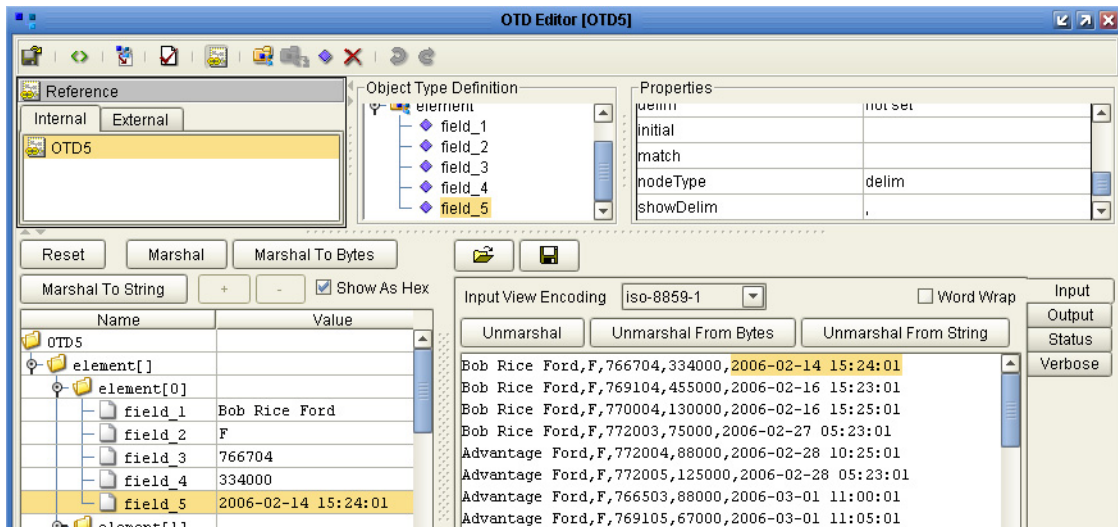 OTD Editor [OTD5]
Reference
Internal External
OTD5
Object Type Definition
element
field_1
field_2
field_3
field_4
field_5
Properties
delim not set
initial
match
nodeType delim
showDelim ,
Reset Marshal Marshal To Bytes
Marshal To String + - Show As Hex
Name Value
OTD5
element[]
element[0]
field_1 Bob Rice Ford
field_2 F
field_3 766704
field_4 334000
field_5 2006-02-14 15:24:01
element[1]
Input View Encoding iso-8859-1 Word Wrap
Unmarshal Unmarshal From Bytes Unmarshal From String
Bob Rice Ford,F,766704,334000,2006-02-14 15:24:01
Bob Rice Ford,F,769104,455000,2006-02-16 15:23:01
Bob Rice Ford,F,770004,130000,2006-02-16 15:25:01
Bob Rice Ford,F,772003,75000,2006-02-27 05:23:01
Advantage Ford,F,772004,88000,2006-02-28 10:25:01
Advantage Ford,F,772005,125000,2006-02-28 05:23:01
Advantage Ford,F,766503,88000,2006-03-01 11:00:01
Advantage Ford,F,769105,67000,2006-03-01 11:05:01
Input
Output
Status
Verbose